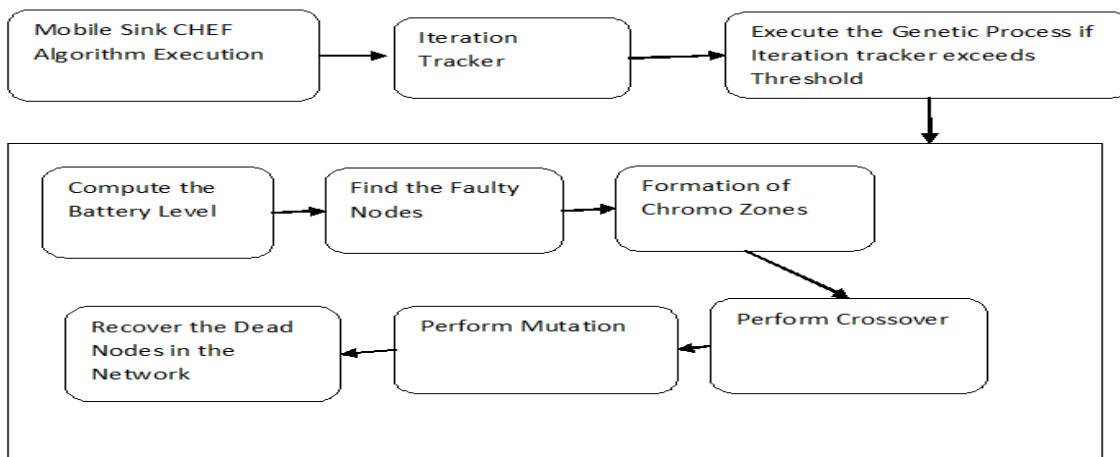 Mobile Sink CHEF
Algorithm Execution
Iteration
Tracker
Execute the Genetic Process if
Iteration tracker exceeds
Threshold
Compute the
Battery Level
Find the Faulty
Nodes
Formation of
Chromo Zones
Perform Crossover
Perform Mutation
Recover the Dead
Nodes in the
Network